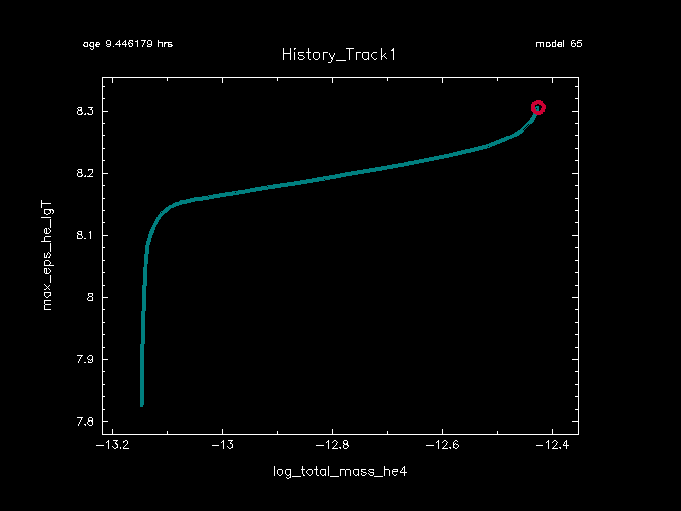 age 9.446179 hrs
model 65
History_Track1
8.3
8.2
8.1
8
7.9
7.8
max_eps_he_lgT
−13.2
−13
−12.8
−12.6
−12.4
log_total_mass_he4